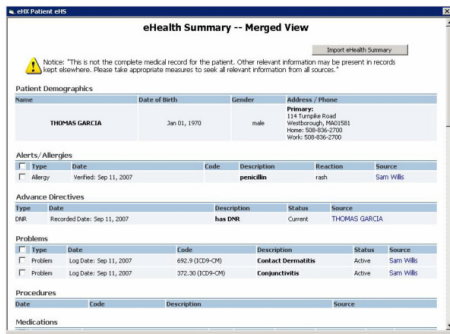 eHX Patient eHS
eHealth Summary -- Merged View
Import eHealth Summary
Notice: "This is not the complete medical record for the patient. Other relevant information may be present in records
kept elsewhere. Please take appropriate measures to seek all relevant information from all sources."
Patient Demographics
Name Date of Birth Gender Address / Phone
THOMAS GARCIA Jan 01, 1970 male Primary:
114 Turnpike Road
Westborough, MA01581
Home: 508-836-2700
Work: 508-836-2700
Alerts/Allergies
Type Date Code Description Reaction Source
Allergy Verified: Sep 11, 2007 penicillin rash Sam Willis
Advance Directives
Type Date Description Status Source
DNR Recorded Date: Sep 11, 2007 has DNR Current THOMAS GARCIA
Problems
Type Date Code Description Status Source
Problem Log Date: Sep 11, 2007 692.9 (ICD9-CM) Contact Dermatitis Active Sam Willis
Problem Log Date: Sep 11, 2007 372.30 (ICD9-CM) Conjunctivitis Active Sam Willis
Procedures
Date Code Description Source
Medications